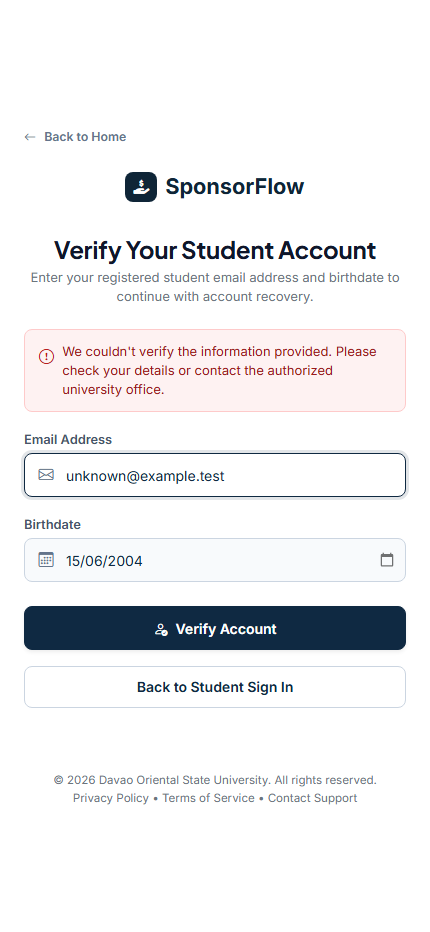 ← Back to Home
SponsorFlow
Verify Your Student Account
Enter your registered student email address and birthdate to
continue with account recovery.
We couldn't verify the information provided. Please
check your details or contact the authorized
university office.
Email Address
unknown@example.test
Birthdate
15/06/2004
Verify Account
Back to Student Sign In
© 2026 Davao Oriental State University. All rights reserved.
Privacy Policy • Terms of Service • Contact Support